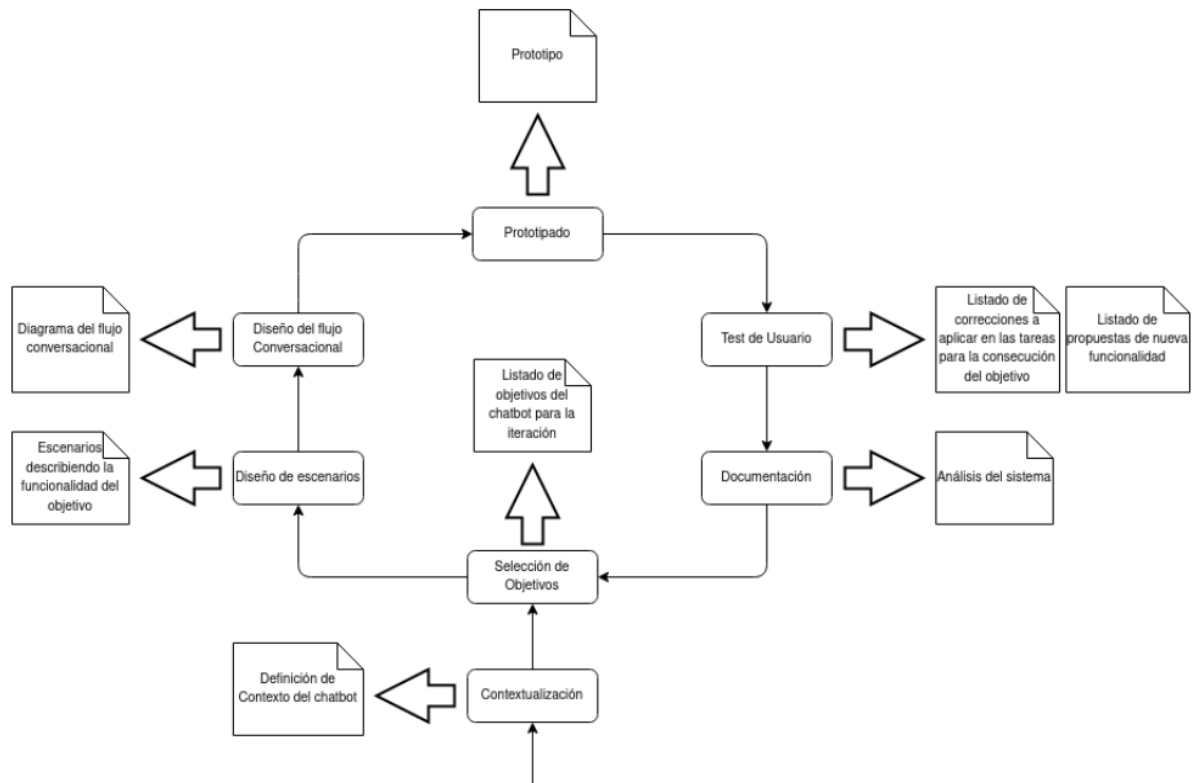 Prototipo
Prototipado
Diagrama del flujo
conversacional
Diseño del flujo
Conversacional
Test de Usuario
Listado de
correcciones a
aplicar en las tareas
para la consecución
del objetivo
Listado de
propuestas de nueva
funcionalidad
Listado de
objetivos del
chatbot para la
iteración
Escenarios
describiendo la
funcionalidad del
objetivo
Diseño de escenarios
Documentación
Análisis del sistema
Selección de
Objetivos
Definición de
Contexto del chatbot
Contextualización